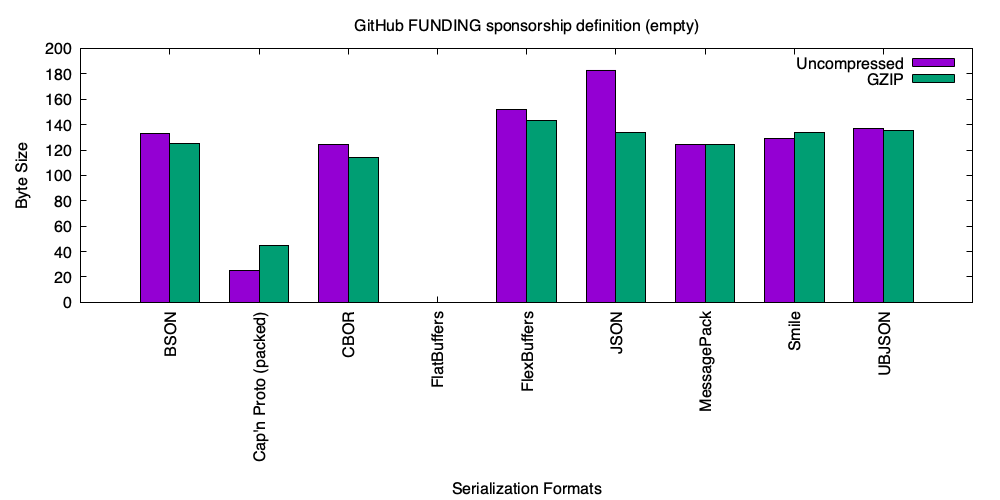 GitHub FUNDING sponsorship definition (empty)
Uncompressed
GZIP
200
180
160
140
120
100
80
60
40
20
0
Byte Size
BSON
Cap'n Proto (packed)
CBOR
FlatBuffers
FlexBuffers
JSON
MessagePack
Smile
UBJSON
Serialization Formats